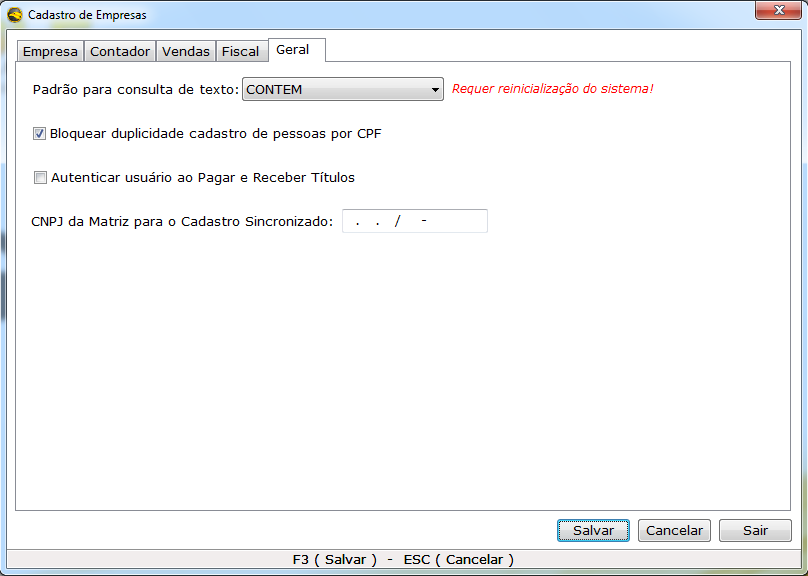 Cadastro de Empresas
Empresa Contador Vendas Fiscal Geral
Padrão para consulta de texto: CONTEM Requer reinicialização do sistema!
Bloquear duplicidade cadastro de pessoas por CPF
Autenticar usuário ao Pagar e Receber Títulos
CNPJ da Matriz para o Cadastro Sincronizado: . . / -
Salvar Cancelar Sair
F3 ( Salvar ) - ESC ( Cancelar )